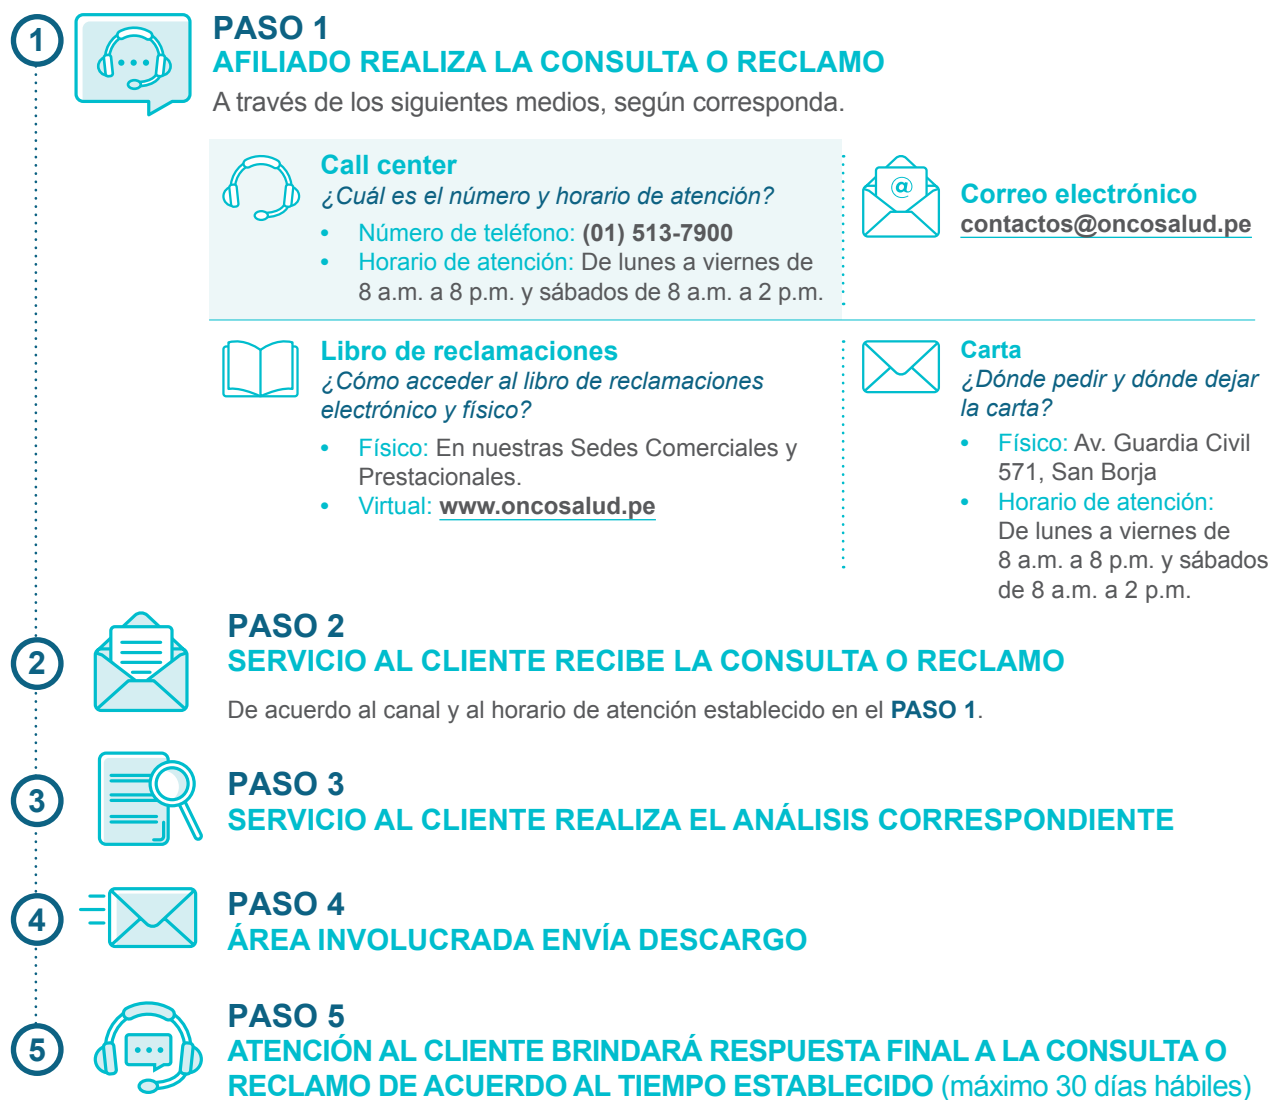 1
PASO 1
AFILIADO REALIZA LA CONSULTA O RECLAMO
A través de los siguientes medios, según corresponda.
Call center
¿Cuál es el número y horario de atención?
• Número de teléfono: (01) 513-7900
• Horario de atención: De lunes a viernes de
8 a.m. a 8 p.m. y sábados de 8 a.m. a 2 p.m.
@
Correo electrónico
contactos@oncosalud.pe
Libro de reclamaciones
¿Cómo acceder al libro de reclamaciones
electrónico y físico?
• Físico: En nuestras Sedes Comerciales y
Prestacionales.
• Virtual: www.oncosalud.pe
Carta
¿Dónde pedir y dónde dejar
la carta?
• Físico: Av. Guardia Civil
571, San Borja
• Horario de atención:
De lunes a viernes de
8 a.m. a 8 p.m. y sábados
de 8 a.m. a 2 p.m.
2
PASO 2
SERVICIO AL CLIENTE RECIBE LA CONSULTA O RECLAMO
De acuerdo al canal y al horario de atención establecido en el PASO 1.
3
PASO 3
SERVICIO AL CLIENTE REALIZA EL ANÁLISIS CORRESPONDIENTE
4
PASO 4
ÁREA INVOLUCRADA ENVÍA DESCARGO
5
PASO 5
ATENCIÓN AL CLIENTE BRINDARÁ RESPUESTA FINAL A LA CONSULTA O
RECLAMO DE ACUERDO AL TIEMPO ESTABLECIDO (máximo 30 días hábiles)